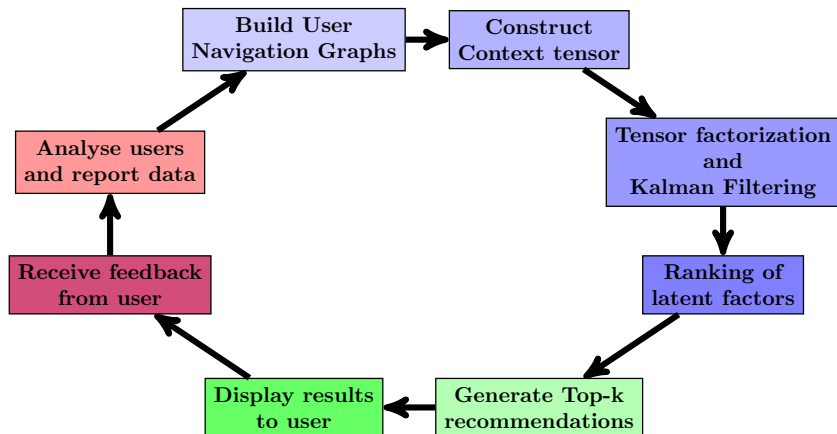 Build User
Navigation Graphs
Construct
Context tensor
Tensor factorization
and
Kalman Filtering
Ranking of
latent factors
Generate Top-k
recommendations
Display results
to user
Receive feedback
from user
Analyse users
and report data